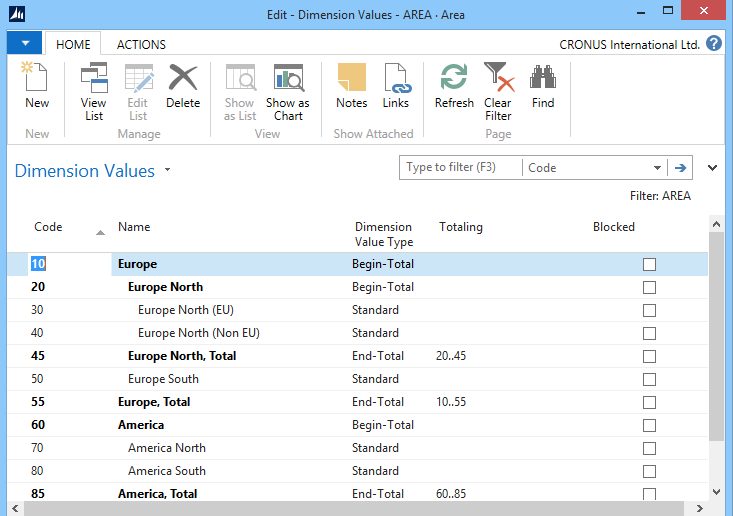 Edit - Dimension Values - AREA · Area
HOME ACTIONS CRONUS International Ltd. ?
New View List Edit List Delete Show as List Show as Chart Notes Links Refresh Clear Filter Find
New Manage View Show Attached Page
Dimension Values Type to filter (F3) Code
Filter: AREA
Code Name Dimension Value Type Totaling Blocked
10 Europe Begin-Total
20 Europe North Begin-Total
30 Europe North (EU) Standard
40 Europe North (Non EU) Standard
45 Europe North, Total End-Total 20..45
50 Europe South Standard
55 Europe, Total End-Total 10..55
60 America Begin-Total
70 America North Standard
80 America South Standard
85 America, Total End-Total 60..85